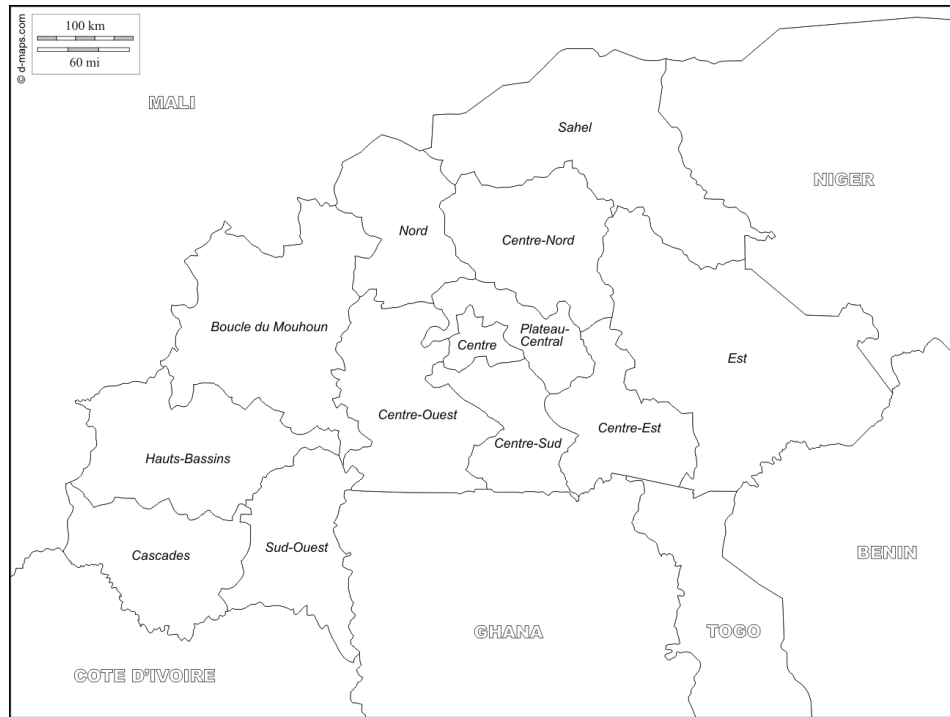 © d-maps.com
100 km
60 mi
MALI
Sahel
NIGER
Nord
Centre-Nord
Boucle du Mouhoun
Plateau-
Central
Centre
Est
Centre-Ouest
Centre-Est
Centre-Sud
Hauts-Bassins
Sud-Ouest
Cascades
BENIN
GHANA
TOGO
COTE D'IVOIRE